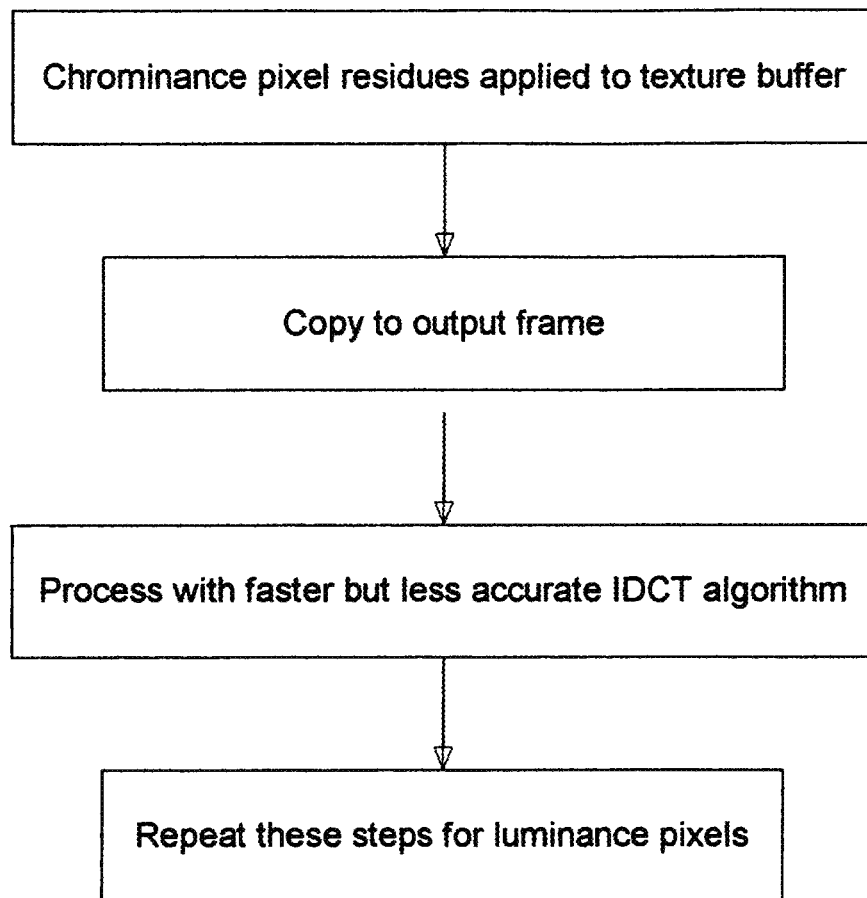 Chrominance pixel residues applied to texture buffer
Copy to output frame
Process with faster but less accurate IDCT algorithm
Repeat these steps for luminance pixels